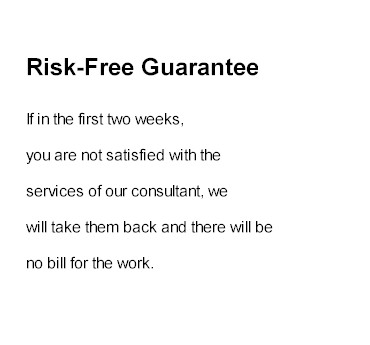 Risk-Free Guarantee
If in the first two weeks,
you are not satisfied with the
services of our consultant, we
will take them back and there will be
no bill for the work.